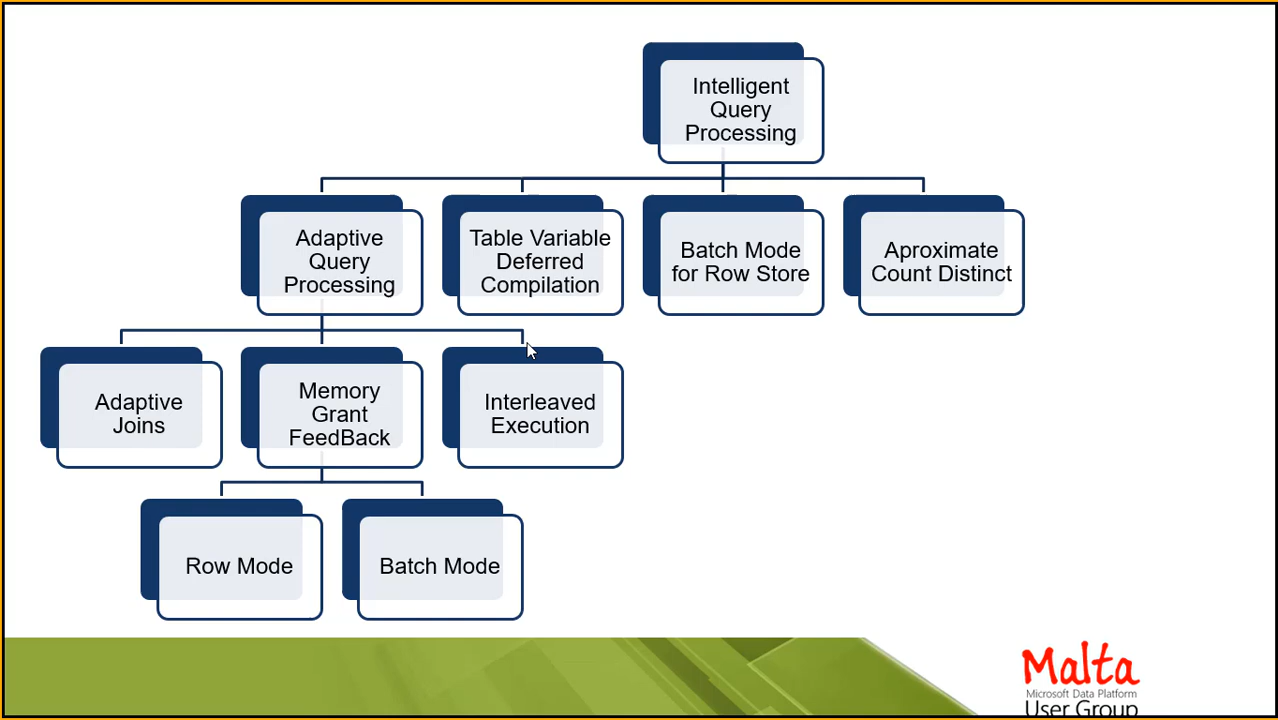 Intelligent
Query
Processing
Adaptive
Query
Processing
Table Variable
Deferred
Compilation
Batch Mode
for Row Store
Aproximate
Count Distinct
Adaptive
Joins
Memory
Grant
FeedBack
Interleaved
Execution
Row Mode
Batch Mode
Malta
Microsoft Data Platform
User Group